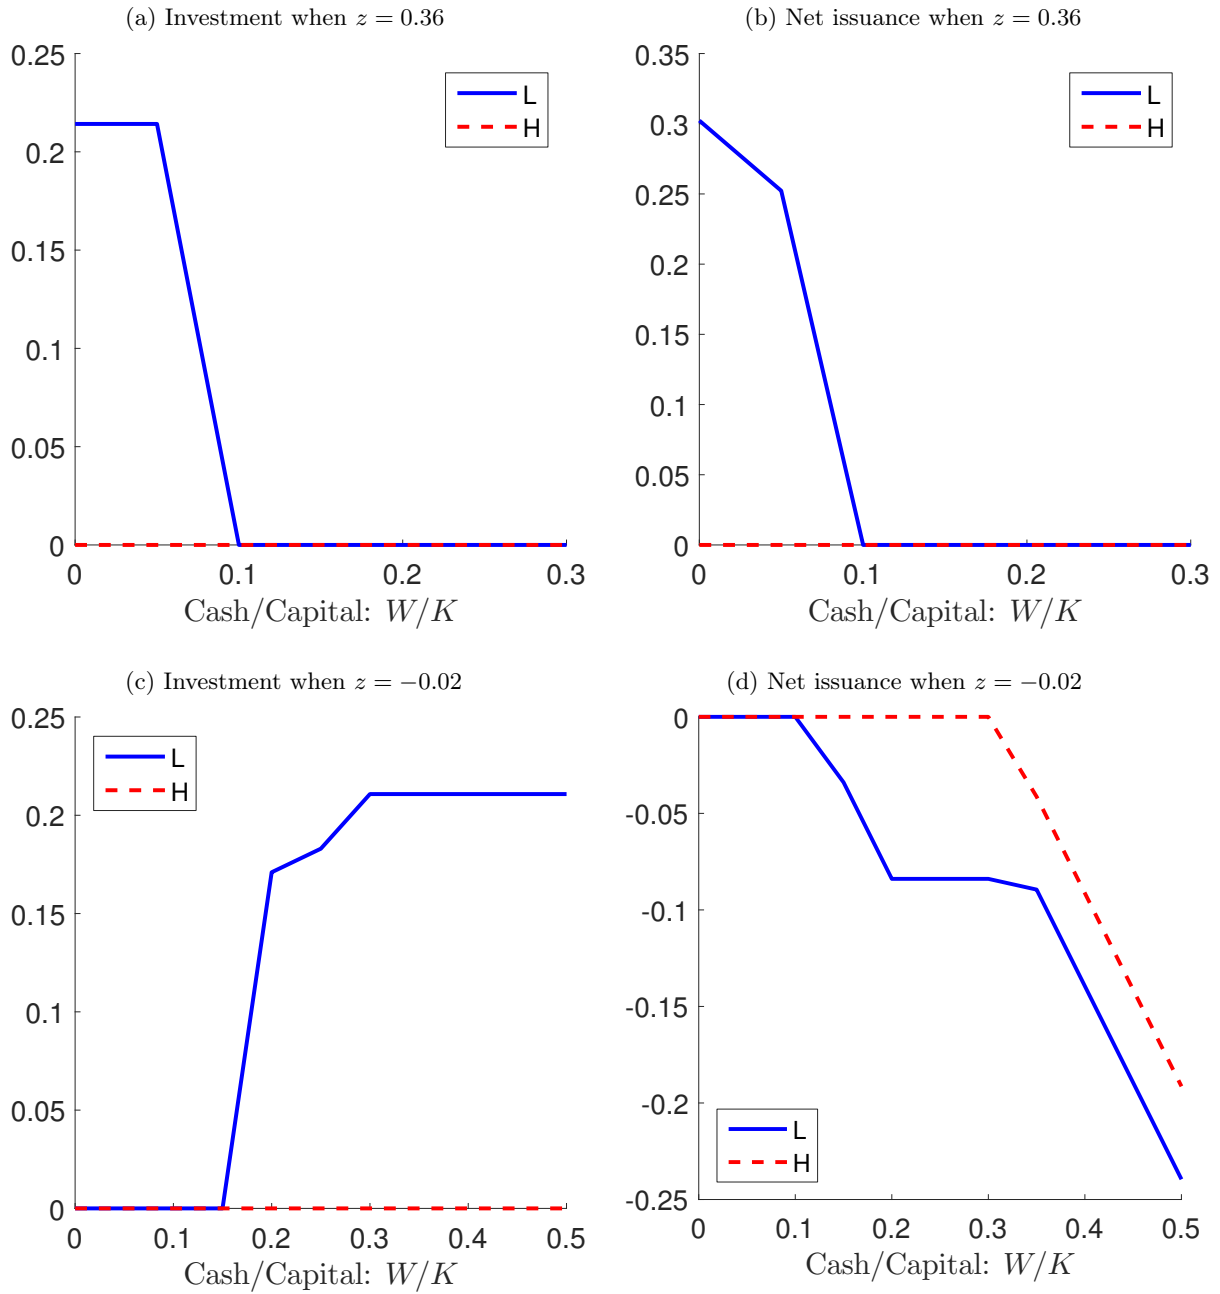 (a) Investment when z = 0.36
0.25
0.2
0.15
0.1
0.05
0
0 0.1 0.2 0.3
L
H
Cash/Capital: W/K
(b) Net issuance when z = 0.36
0.35
0.3
0.25
0.2
0.15
0.1
0.05
0
0 0.1 0.2 0.3
L
H
Cash/Capital: W/K
(c) Investment when z = −0.02
0.25
0.2
0.15
0.1
0.05
0
0 0.1 0.2 0.3 0.4 0.5
L
H
Cash/Capital: W/K
(d) Net issuance when z = −0.02
0
-0.05
-0.1
-0.15
-0.2
-0.25
0 0.1 0.2 0.3 0.4 0.5
L
H
Cash/Capital: W/K